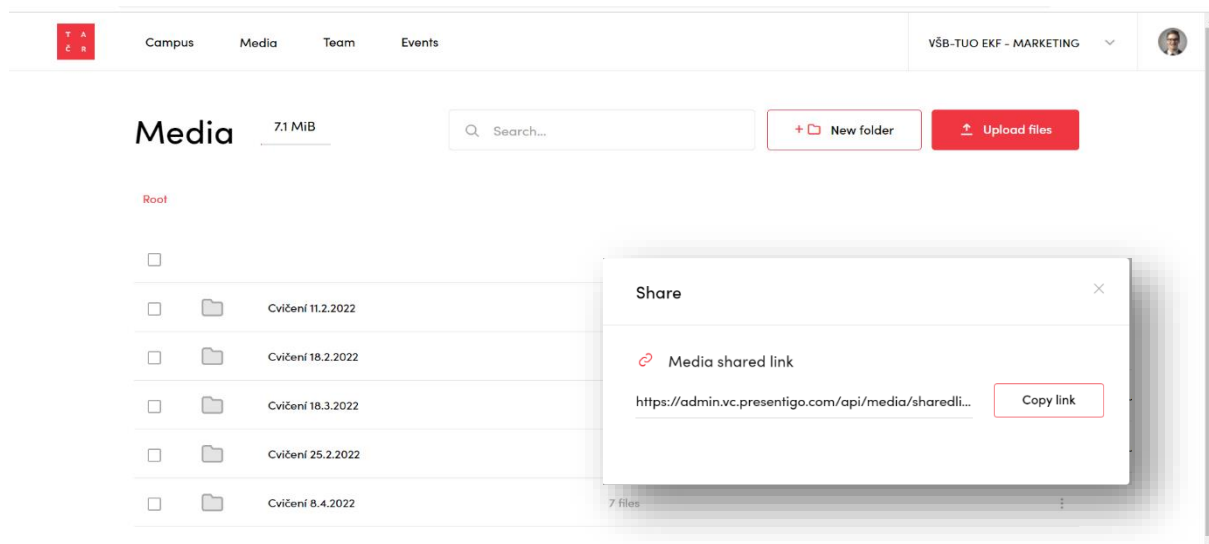 T A
Č R
Campus
Media
Team
Events
VŠB-TUO EKF - MARKETING
Media
7.1 MiB
Search...
+ New folder
Upload files
Root
Cvičení 11.2.2022
Cvičení 18.2.2022
Cvičení 18.3.2022
Cvičení 25.2.2022
Cvičení 8.4.2022
7 files
Share
Media shared link
https://admin.vc.presentigo.com/api/media/sharedli...
Copy link